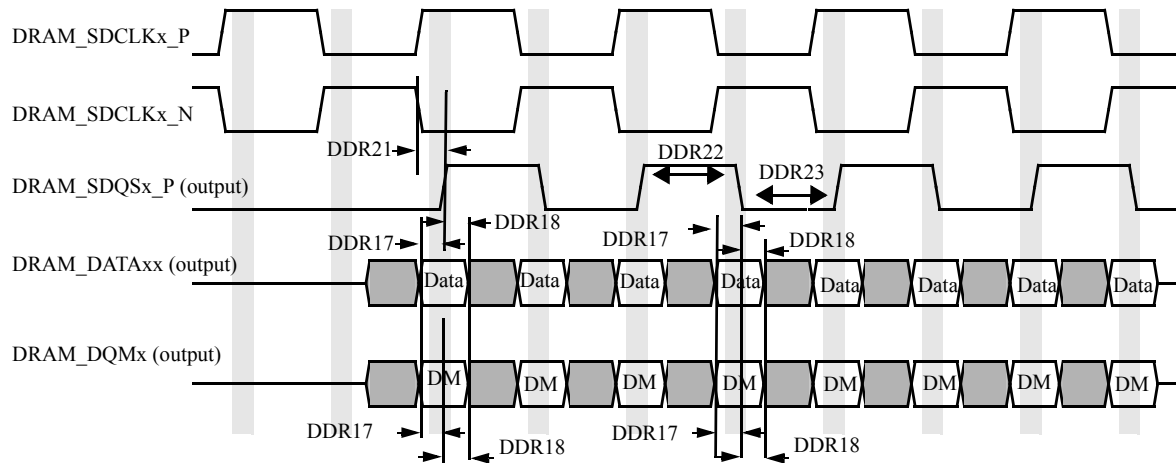 DRAM_SDCLKx_P
DRAM_SDCLKx_N
DDR21
DDR22
DDR23
DRAM_SDQSx_P (output)
DDR18
DDR17
DDR17
DDR18
DRAM_DATAxx (output)
Data Data Data Data Data Data Data Data
DRAM_DQMx (output)
DM DM DM DM DM DM DM DM
DDR17
DDR18
DDR17
DDR18